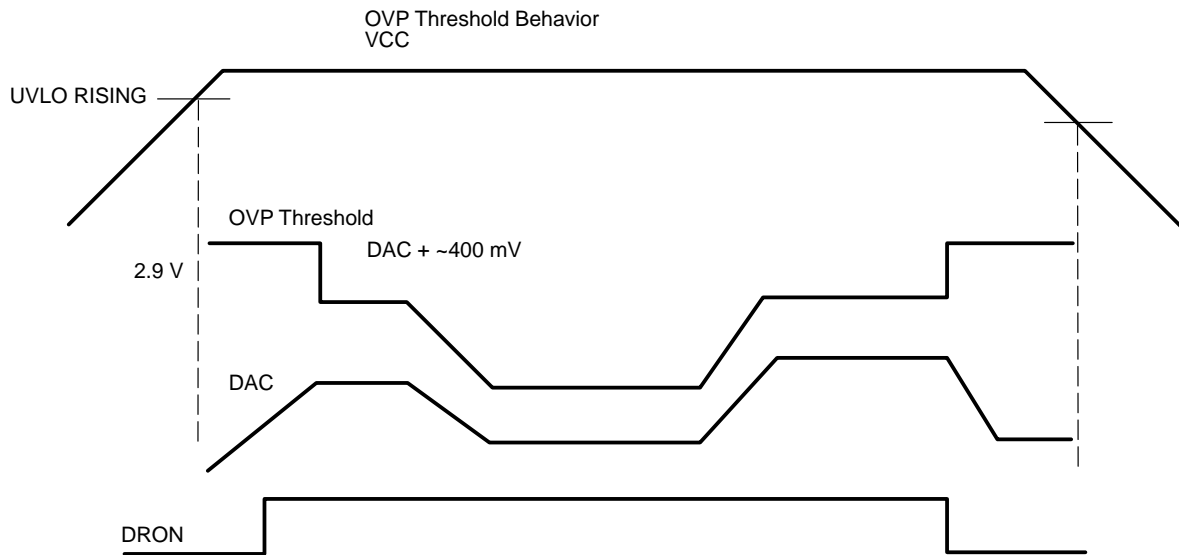 OVP Threshold Behavior
VCC
UVLO RISING
OVP Threshold
DAC + ~400 mV
2.9 V
DAC
DRON